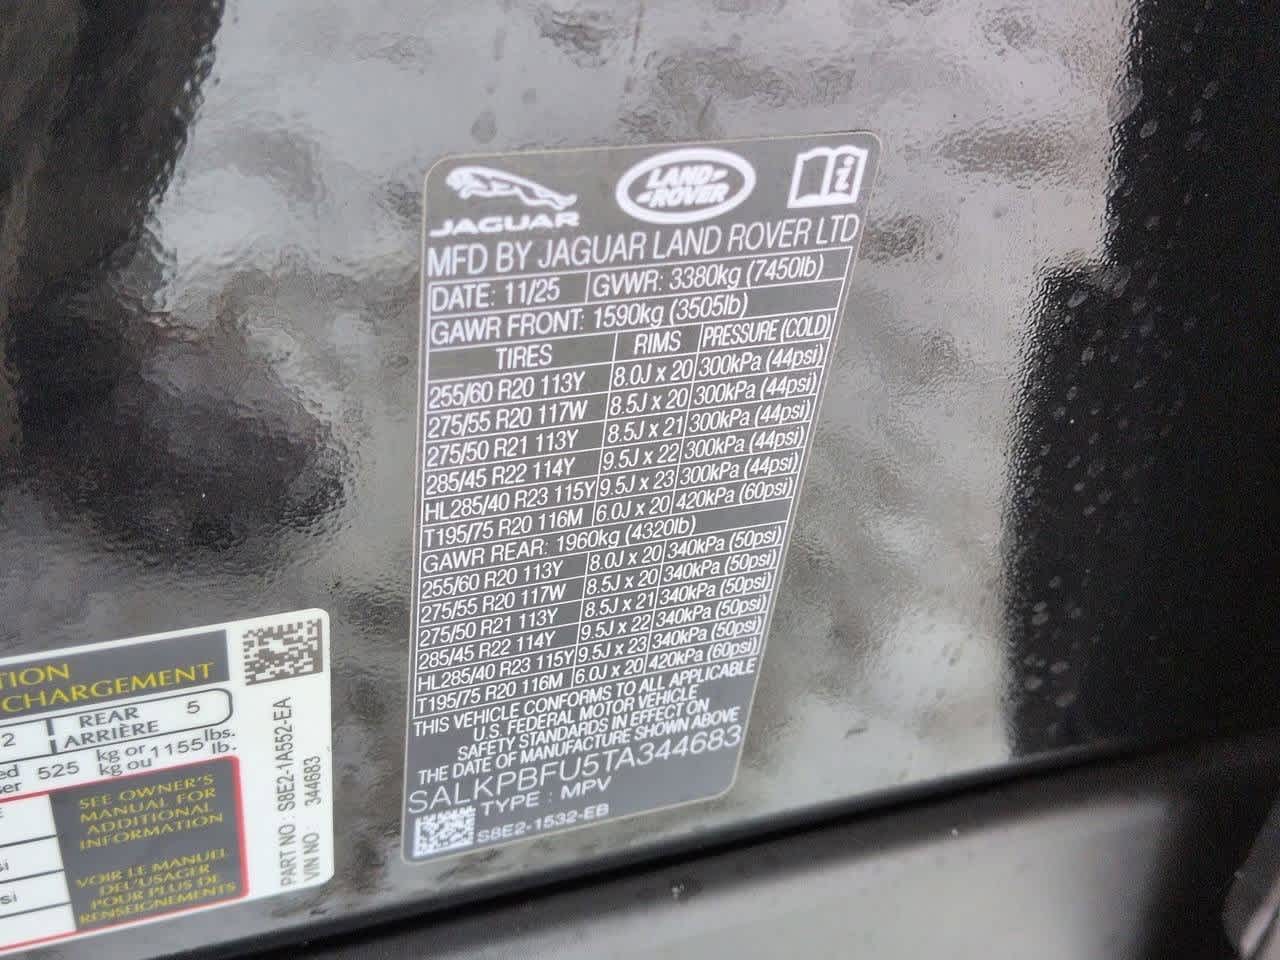 JAGUAR
LAND ROVER
MFD BY JAGUAR LAND ROVER LTD
DATE: 11/25 GVWR: 3380kg (7450lb)
GAWR FRONT: 1590kg (3505lb)
TIRES RIMS PRESSURE (COLD)
255/60 R20 113Y 8.0J x 20 300kPa (44psi)
275/55 R20 117W 8.5J x 20 300kPa (44psi)
275/50 R21 113Y 8.5J x 21 300kPa (44psi)
285/45 R22 114Y 9.5J x 22 300kPa (44psi)
HL285/40 R23 115Y 9.5J x 23 300kPa (44psi)
T195/75 R20 116M 6.0J x 20 420kPa (60psi)
GAWR REAR: 1960kg (4320lb)
255/60 R20 113Y 8.0J x 20 340kPa (50psi)
275/55 R20 117W 8.5J x 20 340kPa (50psi)
275/50 R21 113Y 8.5J x 21 340kPa (50psi)
285/45 R22 114Y 9.5J x 22 340kPa (50psi)
HL285/40 R23 115Y 9.5J x 23 340kPa (50psi)
T195/75 R20 116M 6.0J x 20 420kPa (60psi)
THIS VEHICLE CONFORMS TO ALL APPLICABLE
U.S. FEDERAL MOTOR VEHICLE
SAFETY STANDARDS IN EFFECT ON
THE DATE OF MANUFACTURE SHOWN ABOVE
SALKPBFU5TA344683
TYPE : MPV
S8E2-1532-EB
TION
CHARGEMENT
2 REAR 5
ARRIÈRE
ed 525 kg or 1155 lbs.
ser kg ou lb.
SEE OWNER'S
MANUAL FOR
ADDITIONAL
INFORMATION
VOIR LE MANUEL
DEL'USAGER
POUR PLUS DE
RENSEIGNEMENTS
si
psi
PART NO : S8E2-1A552-EA
VIN NO : 344683